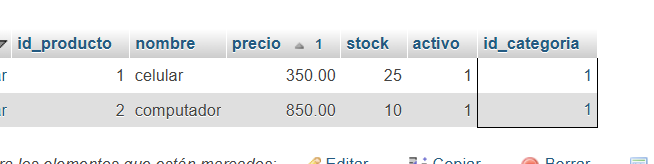 id_producto nombre precio 1 stock activo id_categoria
ar 1 celular 350.00 25 1 1
ar 2 computador 850.00 10 1 1
ra los elementos que están marcados: Editar Copiar Borrar